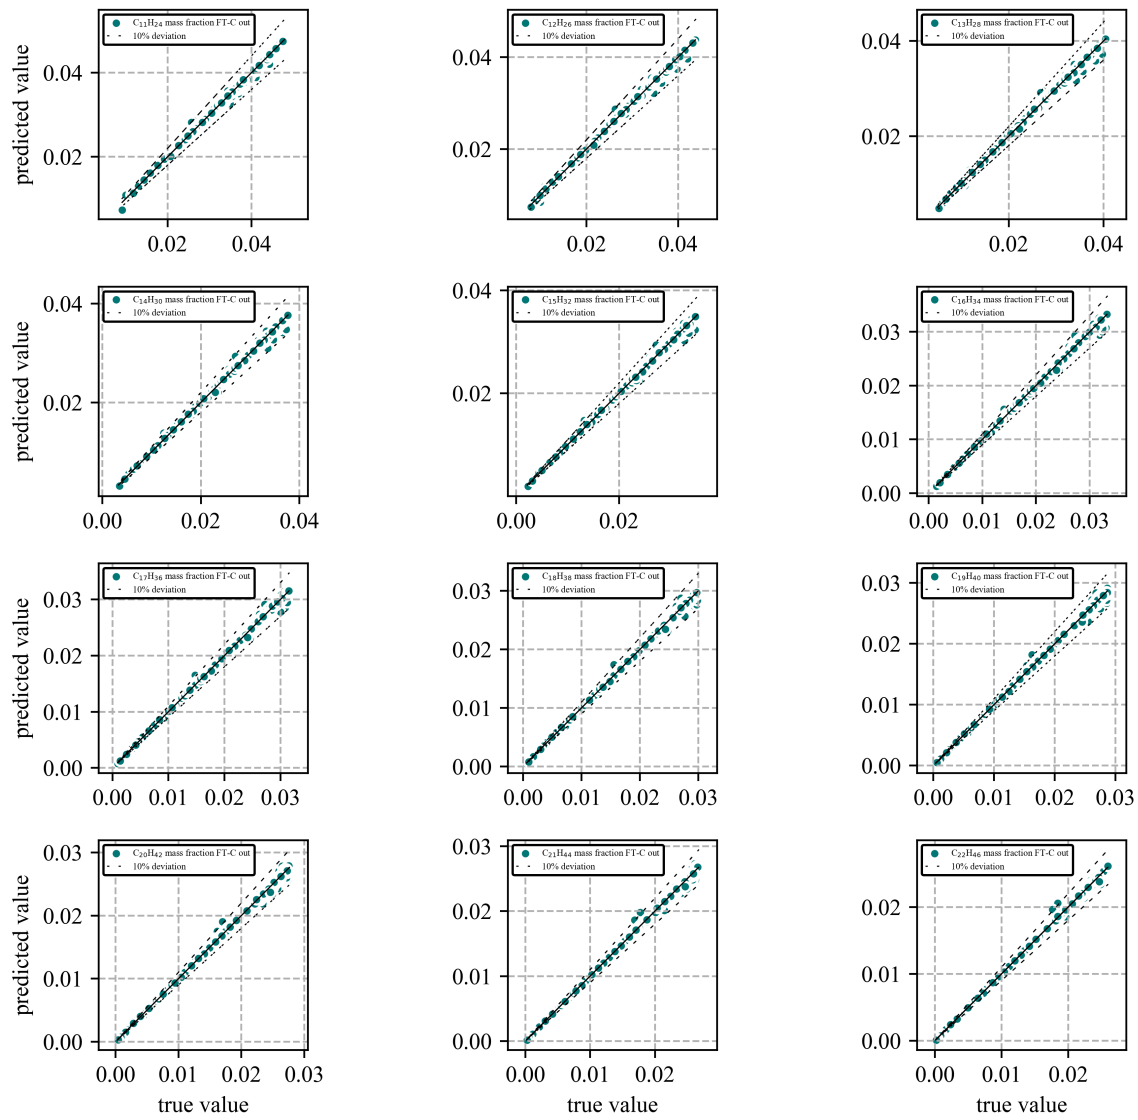 C11H24 mass fraction FT-C out
10% deviation
predicted value
0.04
0.02
0.02 0.04
C12H26 mass fraction FT-C out
10% deviation
0.04
0.02
0.02 0.04
C13H28 mass fraction FT-C out
10% deviation
0.04
0.02
0.02 0.04
C14H30 mass fraction FT-C out
10% deviation
predicted value
0.04
0.02
0.00 0.02 0.04
C15H32 mass fraction FT-C out
10% deviation
0.04
0.02
0.00 0.02
C16H34 mass fraction FT-C out
10% deviation
0.03
0.02
0.01
0.00
0.00 0.01 0.02 0.03
C17H36 mass fraction FT-C out
10% deviation
predicted value
0.03
0.02
0.01
0.00
0.00 0.01 0.02 0.03
C18H38 mass fraction FT-C out
10% deviation
0.03
0.02
0.01
0.00
0.00 0.01 0.02 0.03
C19H40 mass fraction FT-C out
10% deviation
0.03
0.02
0.01
0.00
0.00 0.01 0.02 0.03
C20H42 mass fraction FT-C out
10% deviation
predicted value
0.03
0.02
0.01
0.00
0.00 0.01 0.02 0.03
true value
C21H44 mass fraction FT-C out
10% deviation
0.03
0.02
0.01
0.00
0.00 0.01 0.02
true value
C22H46 mass fraction FT-C out
10% deviation
0.02
0.01
0.00
0.00 0.01 0.02
true value